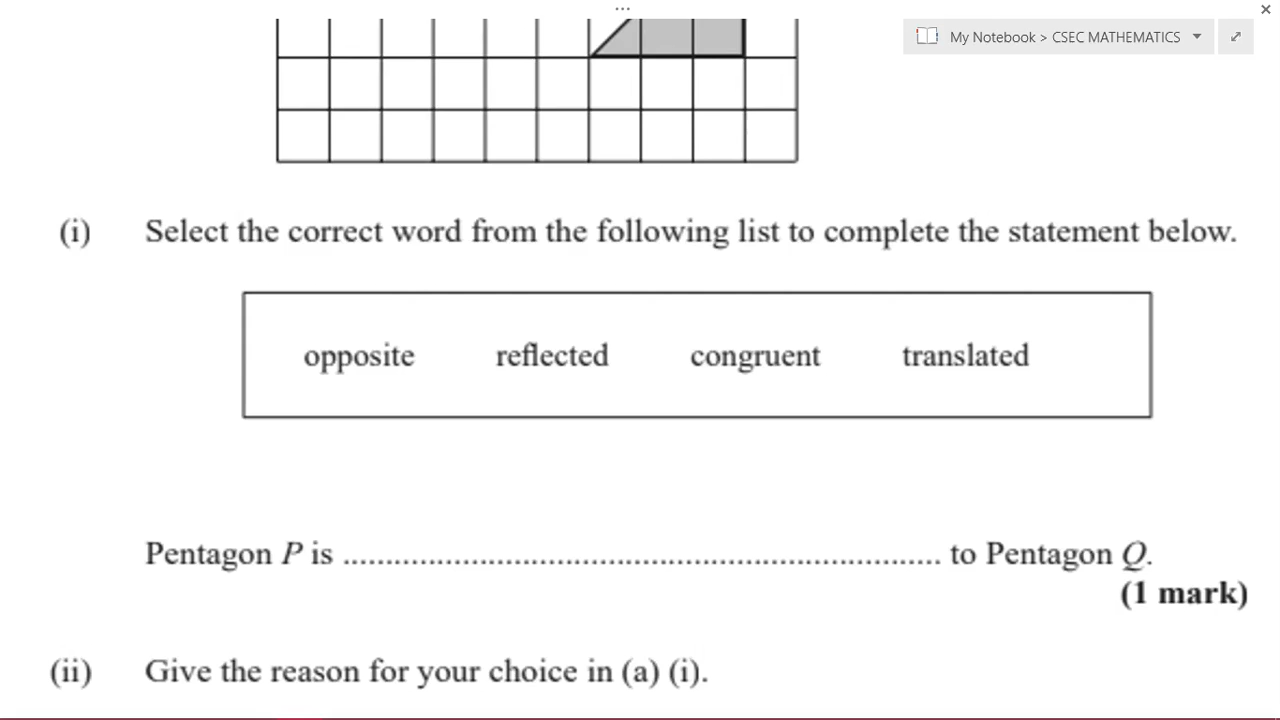 My Notebook > CSEC MATHEMATICS
(i) Select the correct word from the following list to complete the statement below.
opposite reflected congruent translated
Pentagon P is ........................................................................ to Pentagon Q.
(1 mark)
(ii) Give the reason for your choice in (a) (i).